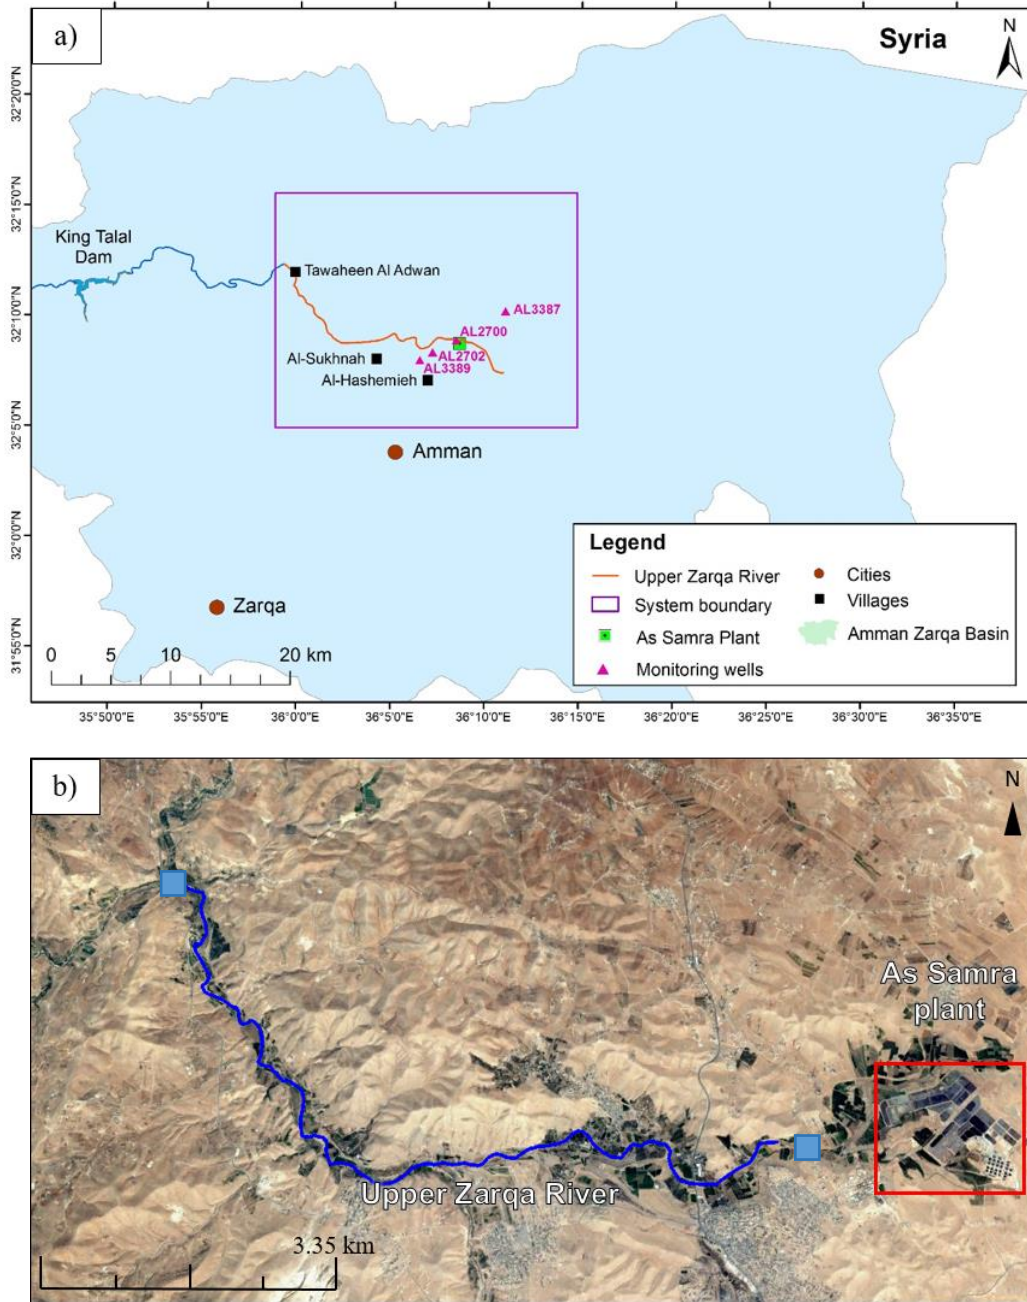 a)
Syria
N
32°20'0"N
32°15'0"N
32°10'0"N
32°5'0"N
32°0'0"N
31°55'0"N
King Talal
Dam
Tawaheen Al Adwan
AL3387
AL2700
AL2702
AL3389
Al-Sukhnah
Al-Hashemieh
Amman
Zarqa
0 5 10 20 km
Legend
Upper Zarqa River
System boundary
As Samra Plant
Monitoring wells
Cities
Villages
Amman Zarqa Basin
35°50'0"E 35°55'0"E 36°0'0"E 36°5'0"E 36°10'0"E 36°15'0"E 36°20'0"E 36°25'0"E 36°30'0"E 36°35'0"E
b)
N
As Samra
plant
Upper Zarqa River
3.35 km